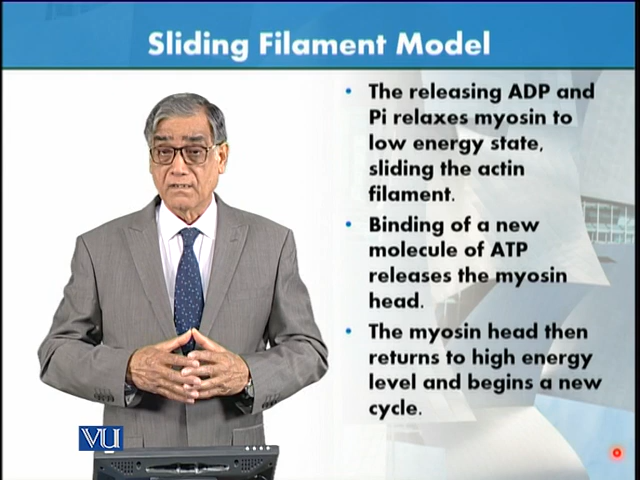 Sliding Filament Model
• The releasing ADP and
Pi relaxes myosin to
low energy state,
sliding the actin
filament.
• Binding of a new
molecule of ATP
releases the myosin
head.
• The myosin head then
returns to high energy
level and begins a new
cycle.
VU